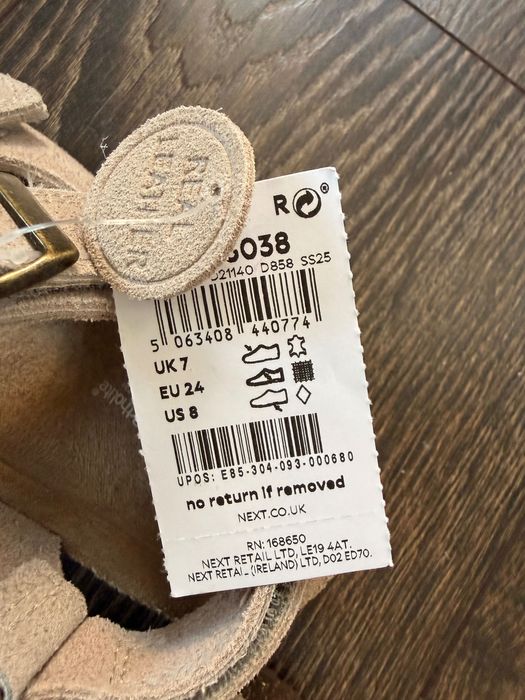 REAL
LEATHER
R
®
5038
D21140 D858 SS25
5 063408 440774
UK 7
EU 24
US 8
UPOS: E85-304-093-000680
no return if removed
NEXT.CO.UK
RN: 168650
NEXT RETAIL LTD, LE19 4AT.
NEXT RETAIL (IRELAND) LTD, D02 ED70.